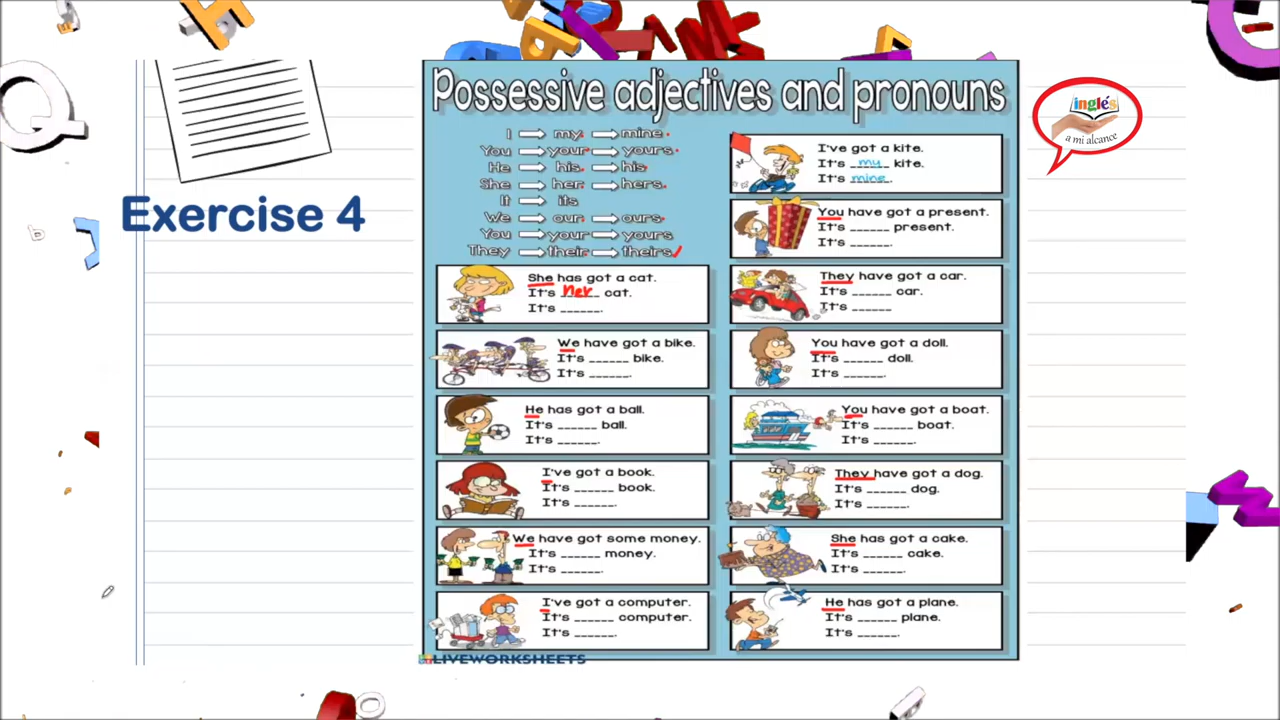 Possessive adjectives and pronouns
inglés
a mi alcance
Exercise 4
I my mine
You your yours
He his his
She her hers
It its
We our ours
You your yours
They their theirs
She has got a cat.
It's her cat.
It's ______.
We have got a bike.
It's ______ bike.
It's ______.
He has got a ball.
It's ______ ball.
It's ______.
I've got a book.
It's ______ book.
It's ______.
We have got some money.
It's ______ money.
It's ______.
I've got a computer.
It's ______ computer.
It's ______.
I've got a kite.
It's my kite.
It's mine.
You have got a present.
It's ______ present.
It's ______.
They have got a car.
It's ______ car.
It's ______
You have got a doll.
It's ______ doll.
It's ______.
You have got a boat.
It's ______ boat.
It's ______.
They have got a dog.
It's ______ dog.
It's ______.
She has got a cake.
It's ______ cake.
It's ______.
He has got a plane.
It's ______ plane.
It's ______.
LIVEWORKSHEETS